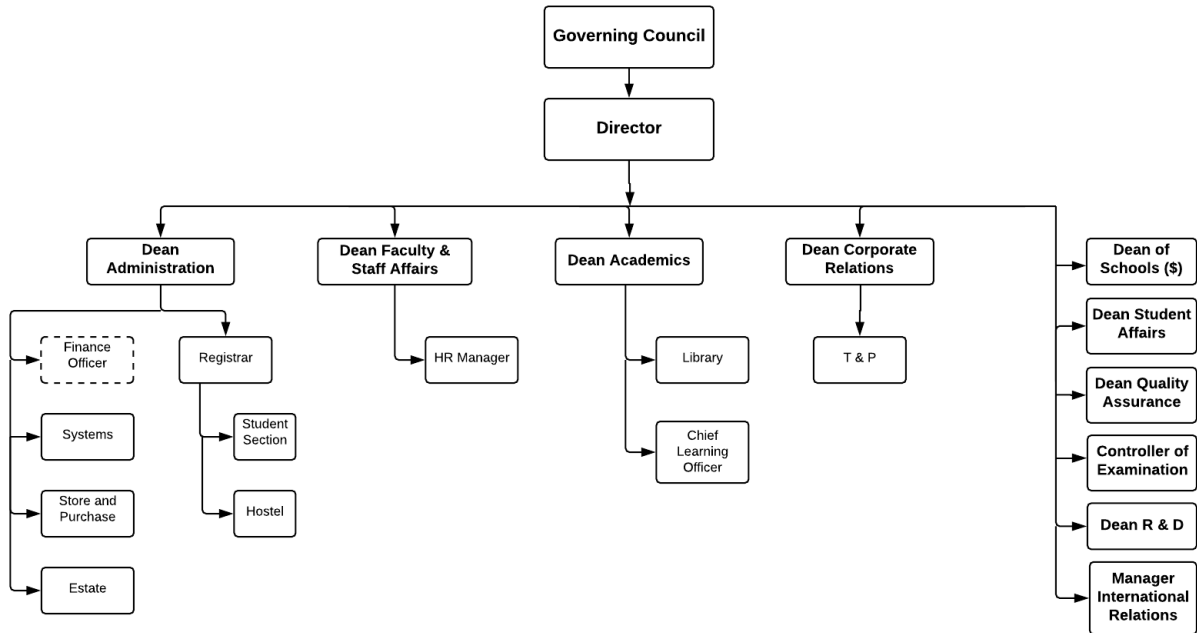 Governing Council
Director
Dean
Administration
Dean Faculty &
Staff Affairs
Dean Academics
Dean Corporate
Relations
Dean of
Schools ($)
Dean Student
Affairs
Dean Quality
Assurance
Controller of
Examination
Dean R & D
Manager
International
Relations
Finance
Officer
Registrar
HR Manager
Library
T & P
Systems
Student
Section
Chief
Learning
Officer
Store and
Purchase
Hostel
Estate